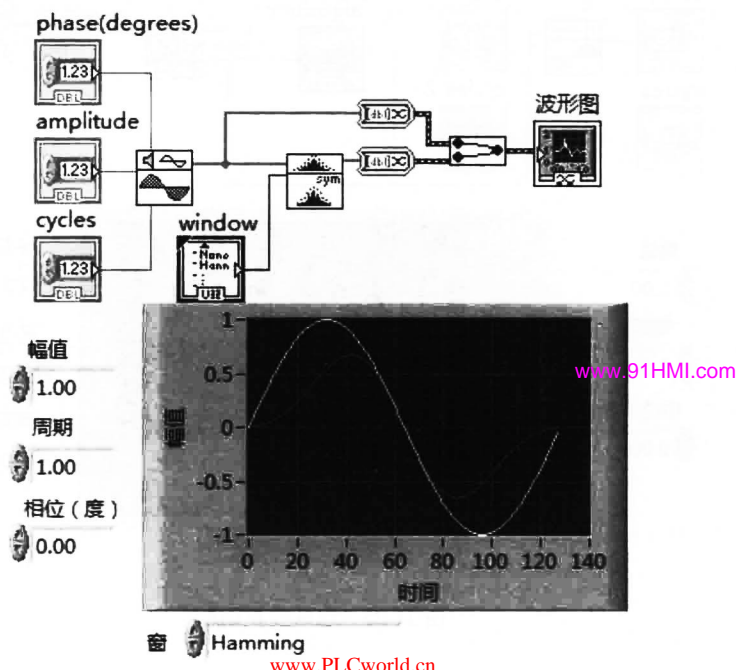 phase(degrees)
1.23
DBL
amplitude
1.23
DBL
cycles
1.23
DBL
window
sym
波形图
幅值
1.00
周期
1.00
相位（度）
0.00
1
0.5
0
-0.5
-1
幅值
0 20 40 60 80 100 120 140
时间
www.91HMI.com
窗 Hamming
www.PLCworld.cn